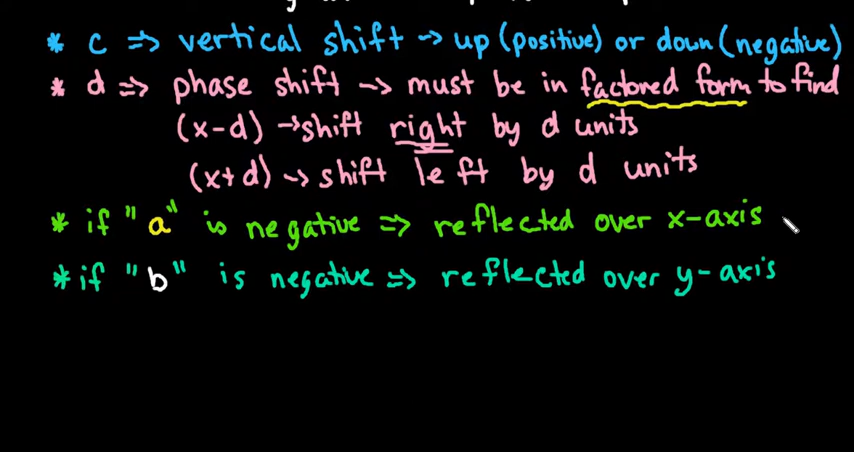 * c => vertical shift -> up (positive) or down (negative)
* d => phase shift -> must be in factored form to find
(x-d) -> shift right by d units
(x+d) -> shift left by d units
* if "a" is negative => reflected over x-axis
* if "b" is negative => reflected over y-axis